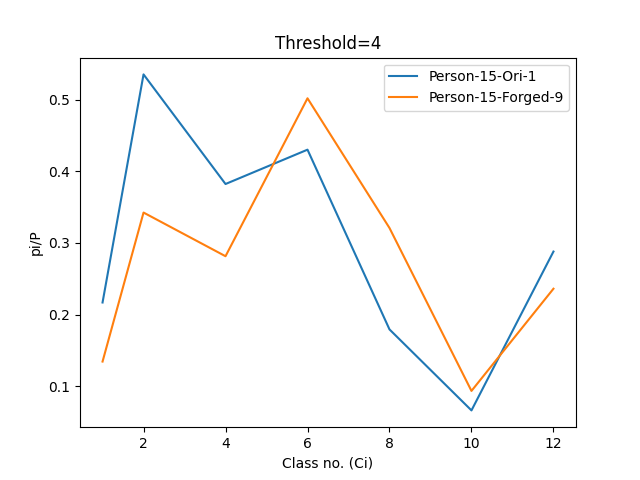 Threshold=4
Person-15-Ori-1
Person-15-Forged-9
0.5
0.4
0.3
0.2
0.1
pi/P
2 4 6 8 10 12
Class no. (Ci)